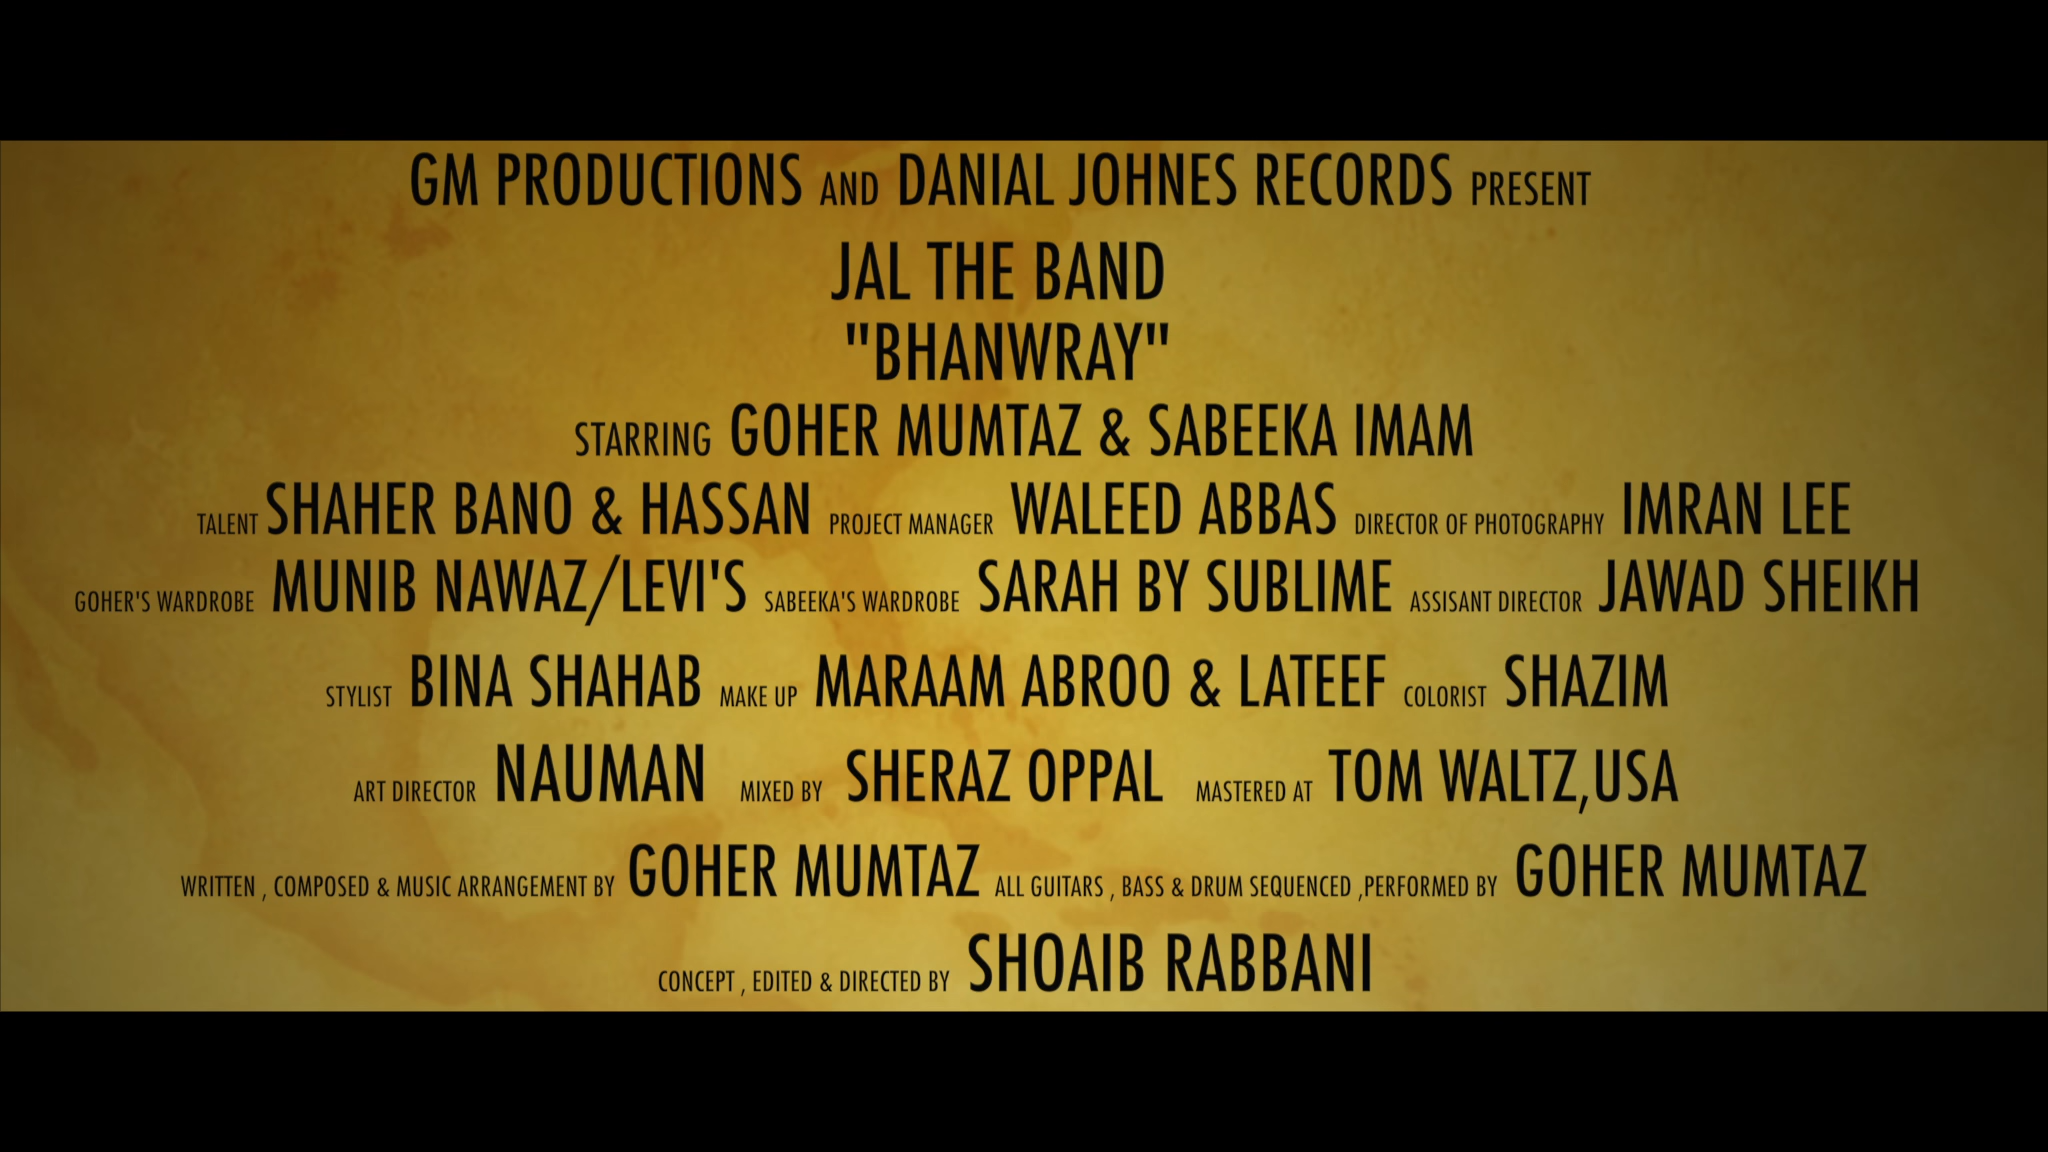 GM PRODUCTIONS AND DANIAL JOHNES RECORDS PRESENT
JAL THE BAND
"BHANWRAY"
STARRING GOHER MUMTAZ & SABEEKA IMAM
TALENT SHAHER BANO & HASSAN PROJECT MANAGER WALEED ABBAS DIRECTOR OF PHOTOGRAPHY IMRAN LEE
GOHER'S WARDROBE MUNIB NAWAZ/LEVI'S SABEEKA'S WARDROBE SARAH BY SUBLIME ASSISANT DIRECTOR JAWAD SHEIKH
STYLIST BINA SHAHAB MAKE UP MARAAM ABROO & LATEEF COLORIST SHAZIM
ART DIRECTOR NAUMAN MIXED BY SHERAZ OPPAL MASTERED AT TOM WALTZ,USA
WRITTEN , COMPOSED & MUSIC ARRANGEMENT BY GOHER MUMTAZ ALL GUITARS , BASS & DRUM SEQUENCED ,PERFORMED BY GOHER MUMTAZ
CONCEPT , EDITED & DIRECTED BY SHOAIB RABBANI